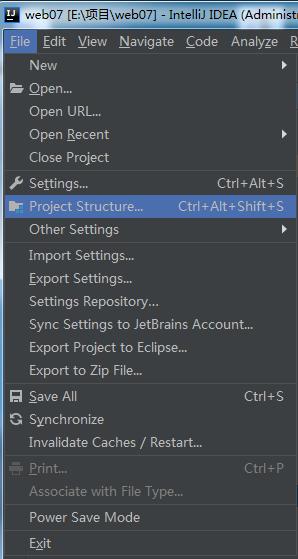 IJ web07 [E:\项目\web07] - IntelliJ IDEA (Administ
File Edit View Navigate Code Analyze R
New
Open...
Open URL...
Open Recent
Close Project
Settings... Ctrl+Alt+S
Project Structure... Ctrl+Alt+Shift+S
Other Settings
Import Settings...
Export Settings...
Settings Repository...
Sync Settings to JetBrains Account...
Export Project to Eclipse...
Export to Zip File...
Save All Ctrl+S
Synchronize
Invalidate Caches / Restart...
Print... Ctrl+P
Associate with File Type...
Power Save Mode
Exit